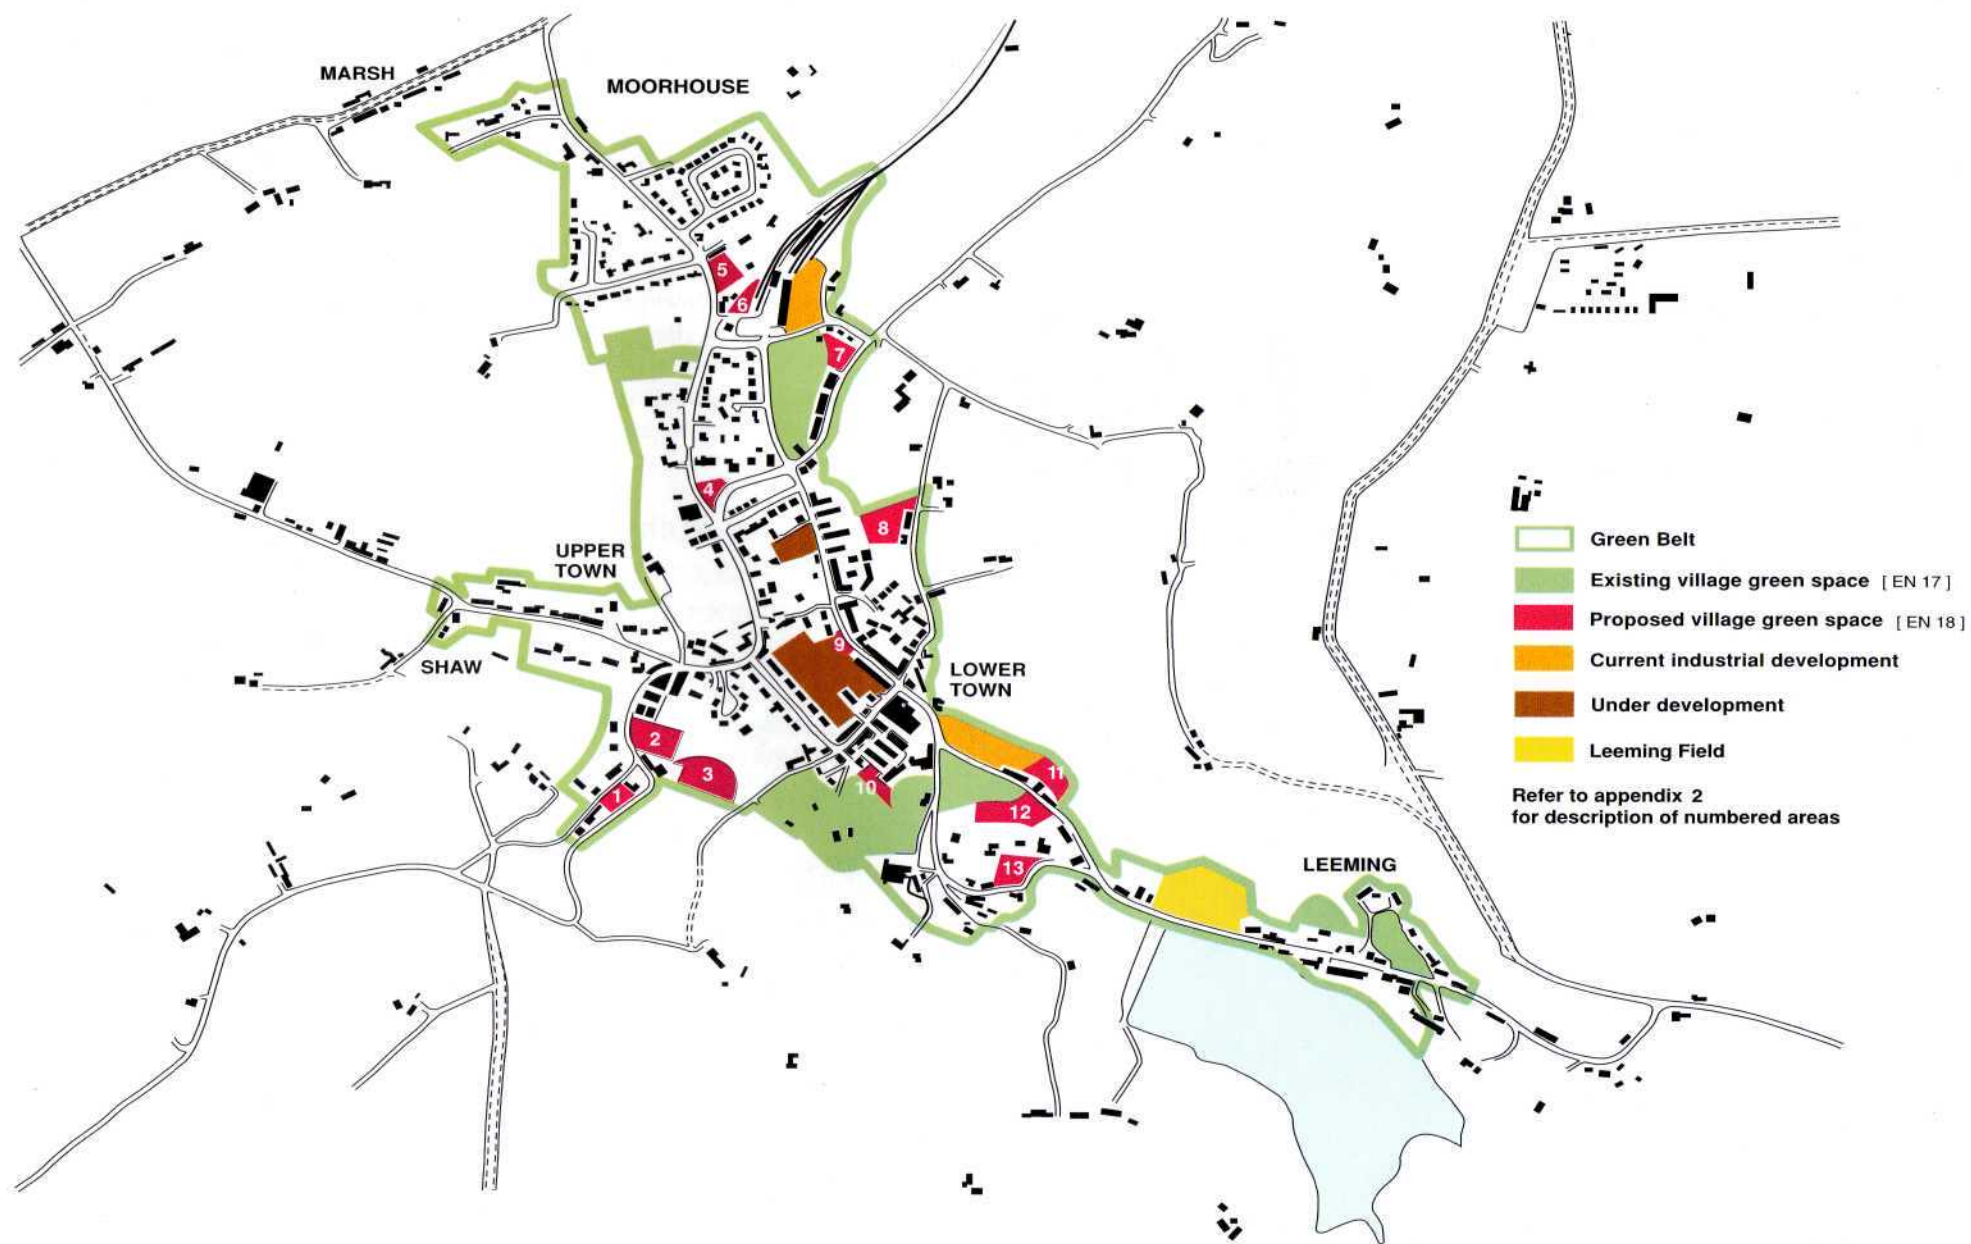 MARSH
MOORHOUSE
5
6
7
4
8
UPPER
TOWN
9
SHAW
LOWER
TOWN
2
3
1
10
11
12
13
LEEMING
Green Belt
Existing village green space [ EN 17 ]
Proposed village green space [ EN 18 ]
Current industrial development
Under development
Leeming Field
Refer to appendix 2
for description of numbered areas